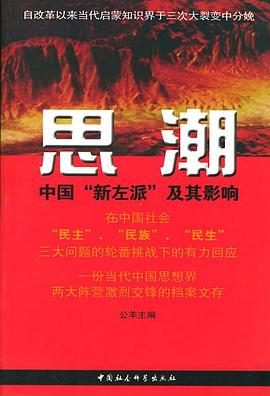 自改革以来当代启蒙知识界于三次大裂变中分娩
思潮
中国“新左派”及其影响
在中国社会
“民主”、“民族”、“民生”
三大问题的轮番挑战下的有力回应
一份当代中国思想界
两大阵营激烈交锋的档案文存
公羊主编
中国社会科学出版社